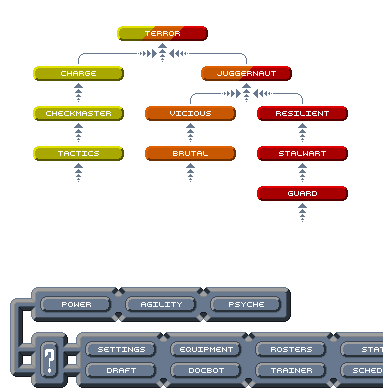 TERROR
CHARGE JUGGERNAUT
CHECKMASTER VICIOUS RESILIENT
TACTICS BRUTAL STALWART
GUARD
POWER AGILITY PSYCHE
?
SETTINGS EQUIPMENT ROSTERS STAT
DRAFT DOCBOT TRAINER SCHED